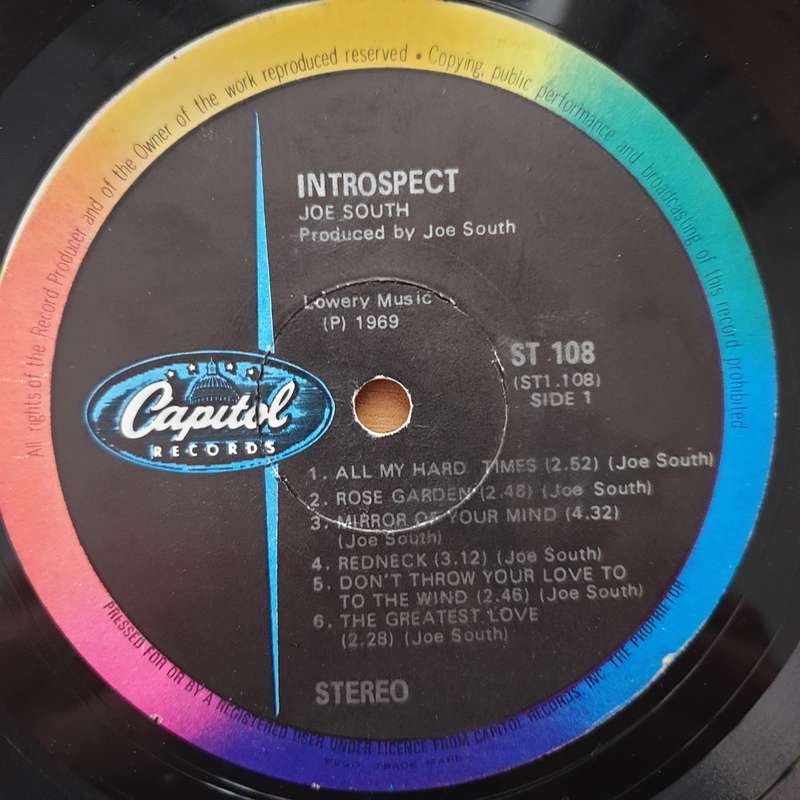 All rights of the Record Producer and of the Owner of the work reproduced reserved • Copying, public performance and broadcasting of this record prohibited
INTROSPECT
JOE SOUTH
Produced by Joe South
Lowery Music
(P) 1969
ST 108
(ST1.108)
SIDE 1
Capitol
RECORDS
1. ALL MY HARD TIMES (2.52) (Joe South)
2. ROSE GARDEN (2.48) (Joe South)
3. MIRROR OF YOUR MIND (4.32)
(Joe South)
4. REDNECK (3.12) (Joe South)
5. DON'T THROW YOUR LOVE TO
TO THE WIND (2.46) (Joe South)
6. THE GREATEST LOVE
(2.28) (Joe South)
STEREO
PRESSED FOR OR BY A REGISTERED USER UNDER LICENCE FROM CAPITOL RECORDS, INC. THE PROPRIETOR
REGD. TRADE MARK